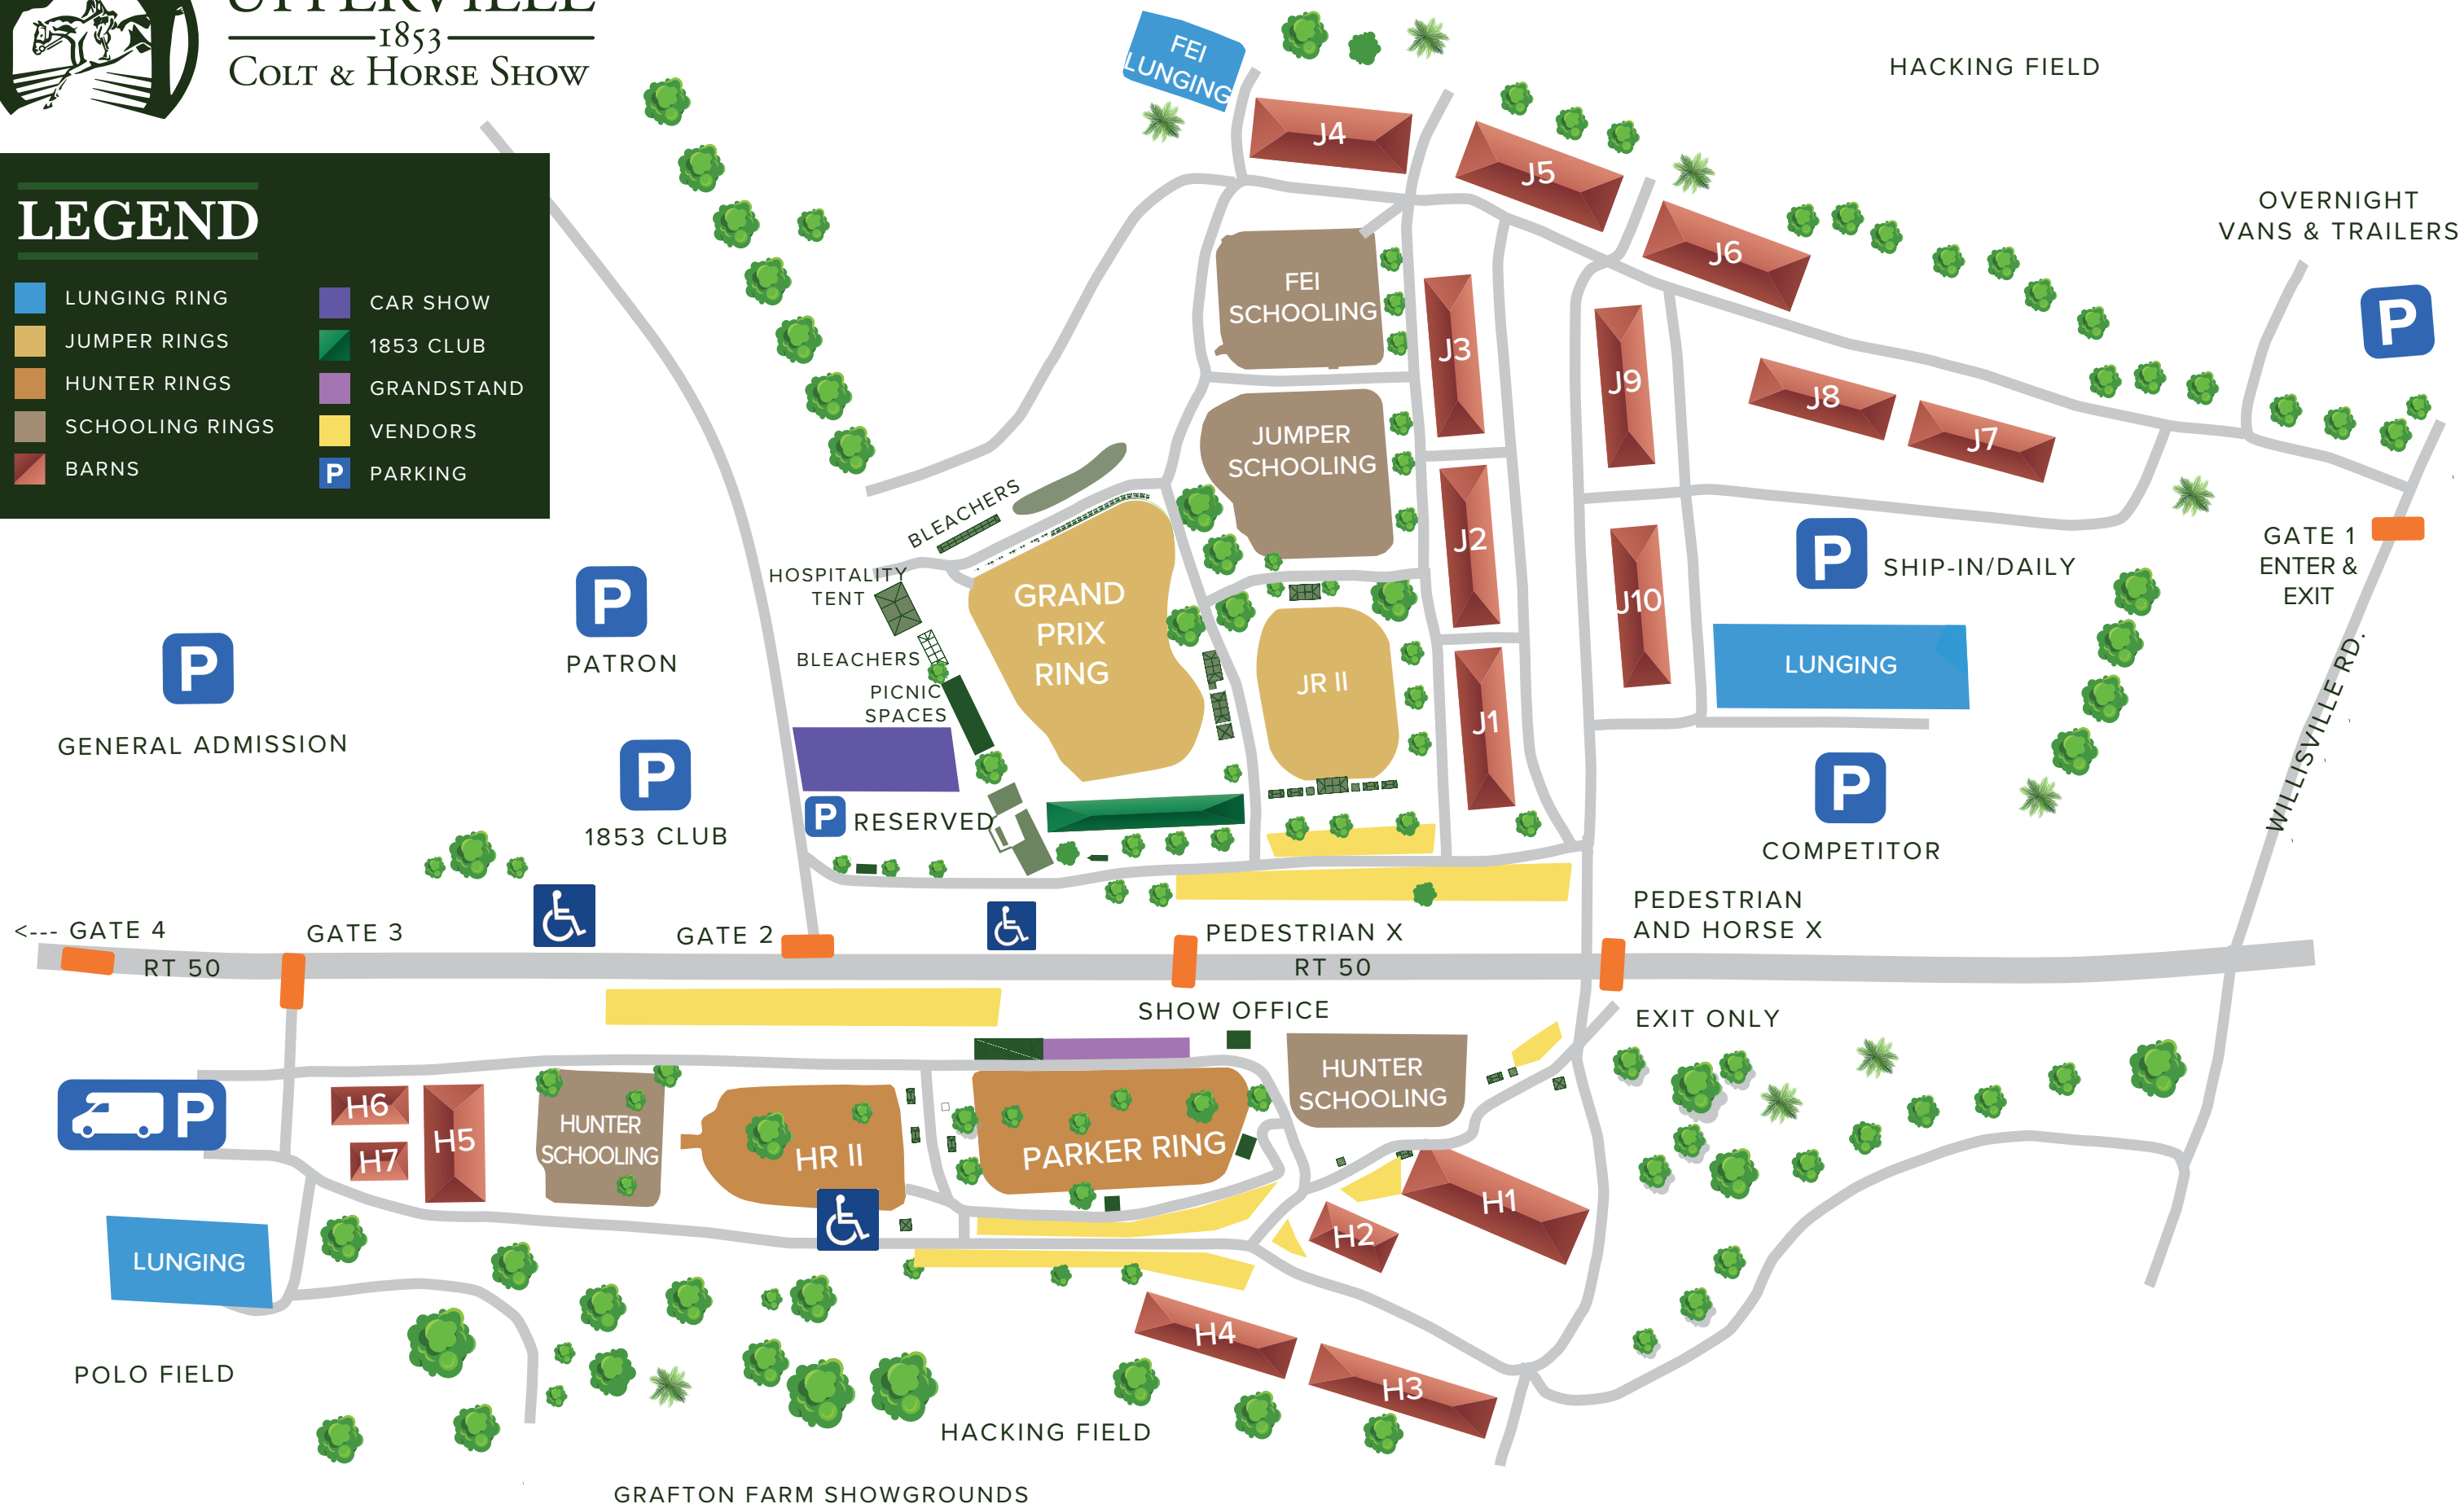 UPPERVILLE
1853
COLT & HORSE SHOW
LEGEND
LUNGING RING
JUMPER RINGS
HUNTER RINGS
SCHOOLING RINGS
BARNS
CAR SHOW
1853 CLUB
GRANDSTAND
VENDORS
P PARKING
FEI
LUNGING
HACKING FIELD
J4
J5
J6
OVERNIGHT
VANS & TRAILERS
P
FEI
SCHOOLING
J3
J9
J8
J7
JUMPER
SCHOOLING
BLEACHERS
J2
J10
P SHIP-IN/DAILY
GATE 1
ENTER &
EXIT
HOSPITALITY
TENT
GRAND
PRIX
RING
P
PATRON
P
GENERAL ADMISSION
BLEACHERS
PICNIC
SPACES
JR II
J1
LUNGING
WILLISVILLE RD.
P
1853 CLUB
P RESERVED
P
COMPETITOR
PEDESTRIAN
AND HORSE X
<--- GATE 4
GATE 3
GATE 2
PEDESTRIAN X
RT 50
RT 50
SHOW OFFICE
EXIT ONLY
HUNTER
SCHOOLING
P
H6
H7
H5
HUNTER
SCHOOLING
HR II
PARKER RING
H1
H2
LUNGING
H4
H3
POLO FIELD
HACKING FIELD
GRAFTON FARM SHOWGROUNDS